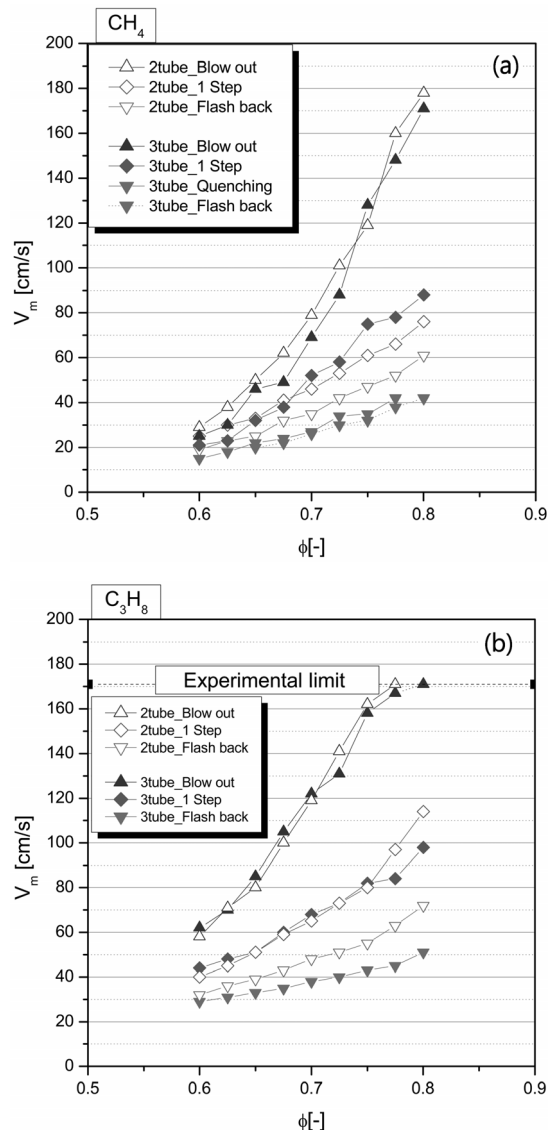 CH4
(a)
2tube_Blow out
2tube_1 Step
2tube_Flash back
3tube_Blow out
3tube_1 Step
3tube_Quenching
3tube_Flash back
200
180
160
140
120
100
80
60
40
20
0
Vm [cm/s]
0.5
0.6
0.7
0.8
0.9
ϕ[-]
C3H8
(b)
Experimental limit
2tube_Blow out
2tube_1 Step
2tube_Flash back
3tube_Blow out
3tube_1 Step
3tube_Flash back
200
180
160
140
120
100
80
60
40
20
0
Vm [cm/s]
0.5
0.6
0.7
0.8
0.9
ϕ[-]